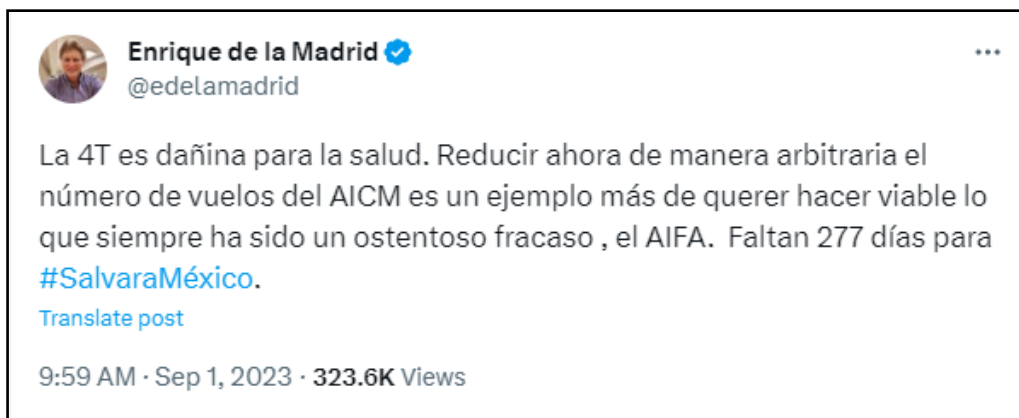 Enrique de la Madrid
@edelamadrid
La 4T es dañina para la salud. Reducir ahora de manera arbitraria el
número de vuelos del AICM es un ejemplo más de querer hacer viable lo
que siempre ha sido un ostentoso fracaso , el AIFA.  Faltan 277 días para
#SalvaraMéxico.
Translate post
9:59 AM · Sep 1, 2023 · 323.6K Views